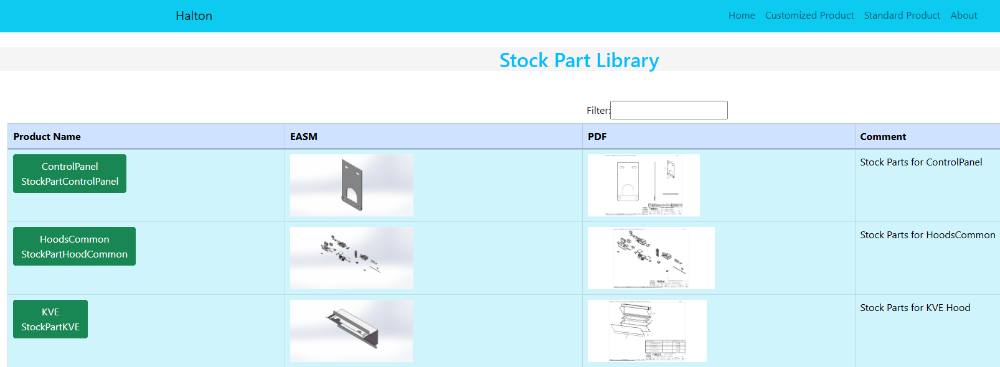 Halton
Home Customized Product Standard Product About
Stock Part Library
Filter:
Product Name EASM PDF Comment
ControlPanel
StockPartControlPanel
Stock Parts for ControlPanel
HoodsCommon
StockPartHoodCommon
Stock Parts for HoodsCommon
KVE
StockPartKVE
Stock Parts for KVE Hood